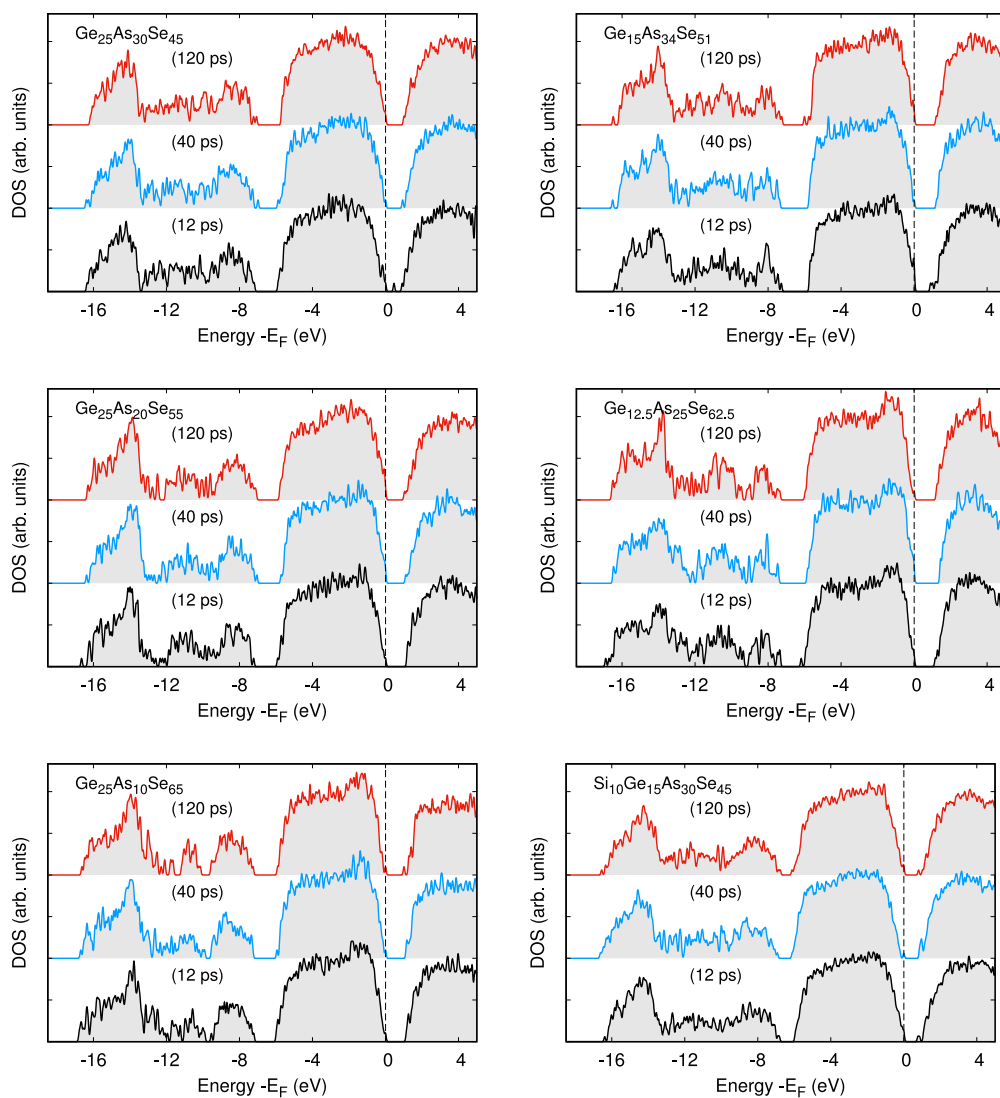 Ge25As30Se45
(120 ps)
(40 ps)
(12 ps)
DOS (arb. units)
-16 -12 -8 -4 0 4
Energy -EF (eV)
Ge15As34Se51
(120 ps)
(40 ps)
(12 ps)
DOS (arb. units)
-16 -12 -8 -4 0 4
Energy -EF (eV)
Ge25As20Se55
(120 ps)
(40 ps)
(12 ps)
DOS (arb. units)
-16 -12 -8 -4 0 4
Energy -EF (eV)
Ge12.5As25Se62.5
(120 ps)
(40 ps)
(12 ps)
DOS (arb. units)
-16 -12 -8 -4 0 4
Energy -EF (eV)
Ge25As10Se65
(120 ps)
(40 ps)
(12 ps)
DOS (arb. units)
-16 -12 -8 -4 0 4
Energy -EF (eV)
Si10Ge15As30Se45
(120 ps)
(40 ps)
(12 ps)
DOS (arb. units)
-16 -12 -8 -4 0 4
Energy -EF (eV)